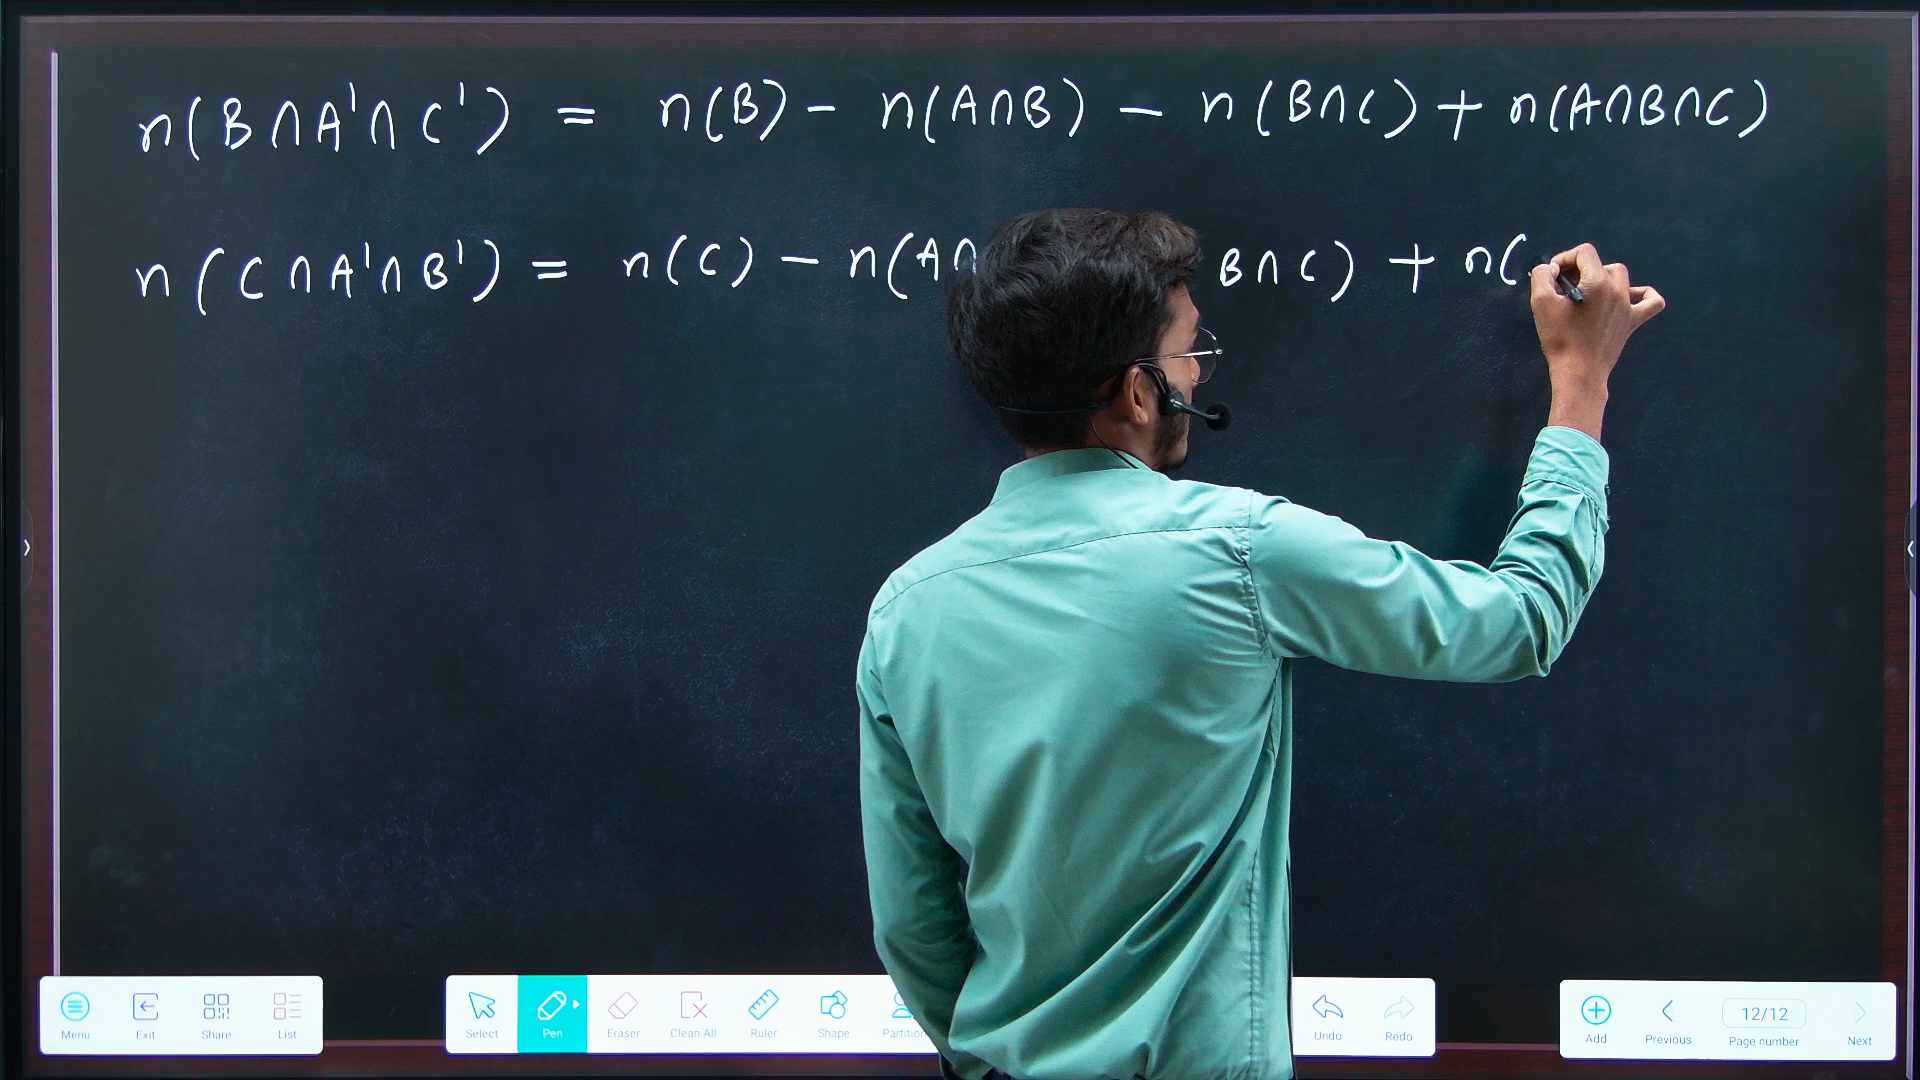 n(B∩A'∩C') = n(B) - n(A∩B) - n(B∩C) + n(A∩B∩C)
n(C∩A'∩B') = n(C) - n(A∩ B∩C) + n(
Menu Exit Share List Select Pen Eraser Clean All Ruler Shape Partition Undo Redo Add Previous 12/12 Page number Next